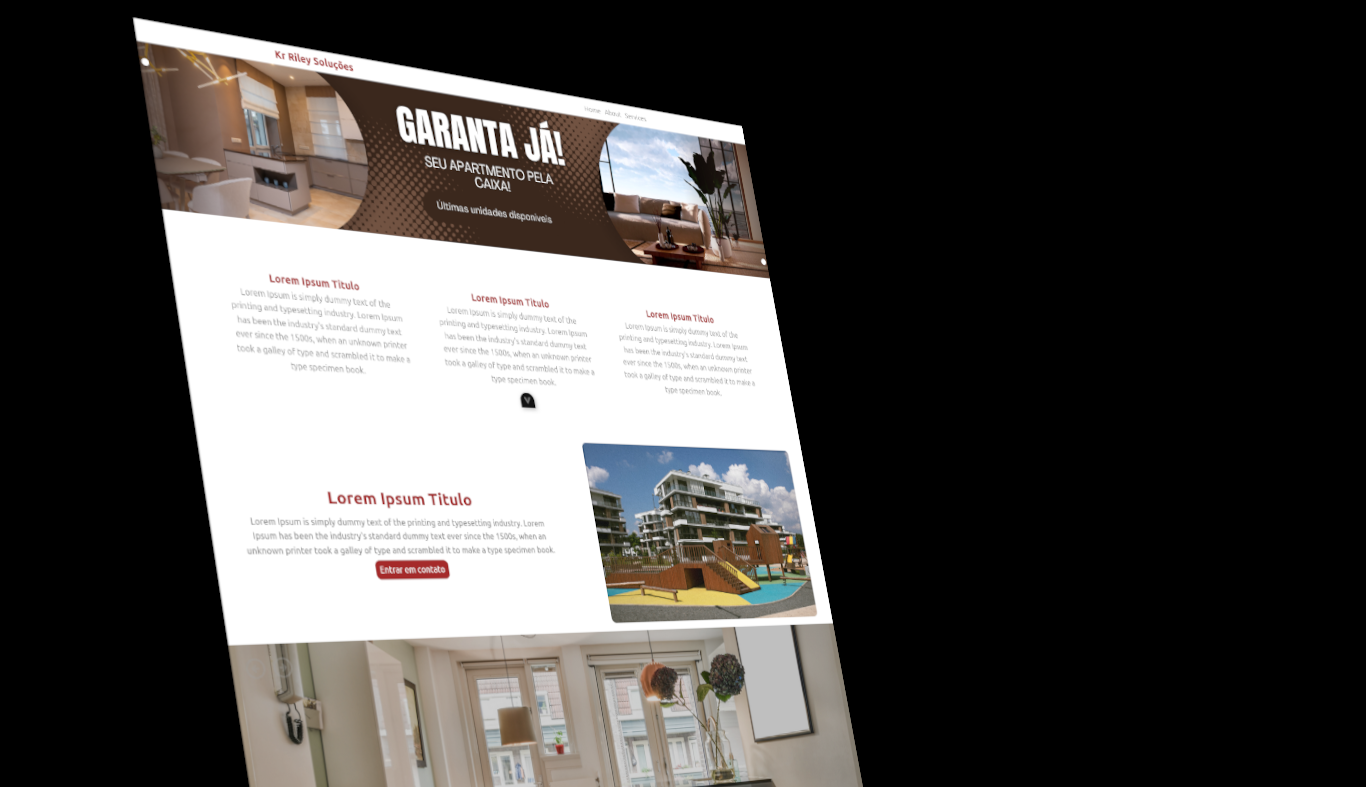 Kr Riley Soluções
Home About Services
GARANTA JÁ!
SEU APARTMENTO PELA
CAIXA!
Últimas unidades disponíveis
Lorem Ipsum Titulo
Lorem Ipsum is simply dummy text of the
printing and typesetting industry. Lorem Ipsum
has been the industry's standard dummy text
ever since the 1500s, when an unknown printer
took a galley of type and scrambled it to make a
type specimen book.
Lorem Ipsum Titulo
Lorem Ipsum is simply dummy text of the
printing and typesetting industry. Lorem Ipsum
has been the industry's standard dummy text
ever since the 1500s, when an unknown printer
took a galley of type and scrambled it to make a
type specimen book.
Lorem Ipsum Titulo
Lorem Ipsum is simply dummy text of the
printing and typesetting industry. Lorem Ipsum
has been the industry's standard dummy text
ever since the 1500s, when an unknown printer
took a galley of type and scrambled it to make a
type specimen book.
V
Lorem Ipsum Titulo
Lorem Ipsum is simply dummy text of the printing and typesetting industry. Lorem
Ipsum has been the industry's standard dummy text ever since the 1500s, when an
unknown printer took a galley of type and scrambled it to make a type specimen book.
Entrar em contato